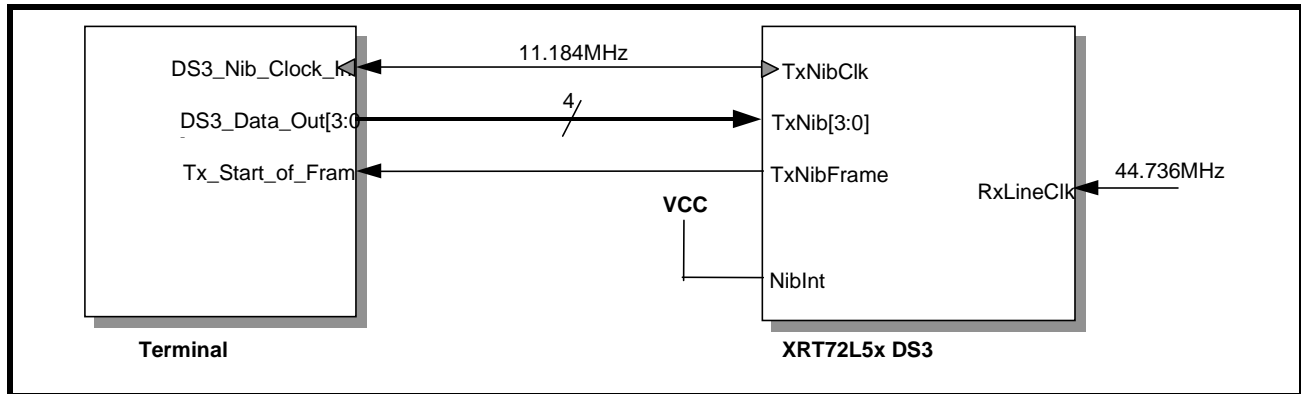 11.184MHz
DS3_Nib_Clock_In
TxNibClk
4
DS3_Data_Out[3:0
TxNib[3:0]
Tx_Start_of_Fram
TxNibFrame
44.736MHz
RxLineClk
VCC
NibInt
Terminal
XRT72L5x DS3